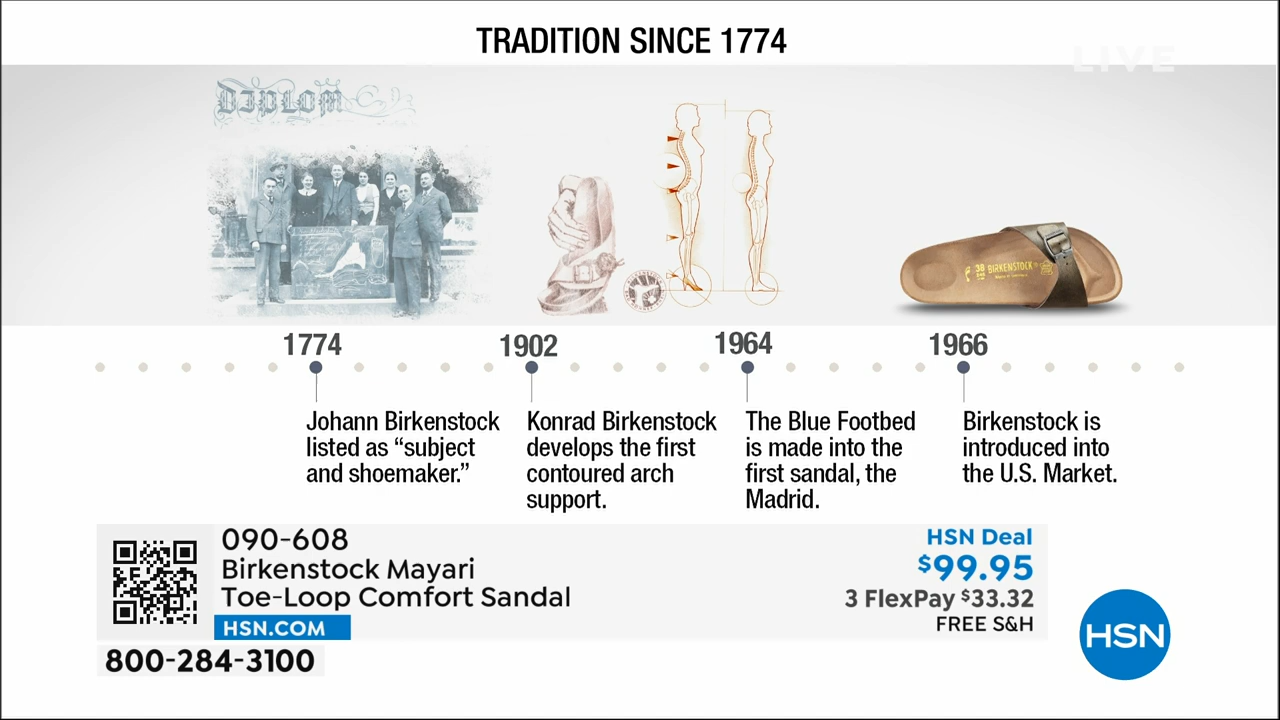 TRADITION SINCE 1774
LIVE
Diplom
BIRKENSTOCK
38
1774
1902
1964
1966
Johann Birkenstock
listed as “subject
and shoemaker.”
Konrad Birkenstock
develops the first
contoured arch
support.
The Blue Footbed
is made into the
first sandal, the
Madrid.
Birkenstock is
introduced into
the U.S. Market.
090-608
Birkenstock Mayari
Toe-Loop Comfort Sandal
HSN.COM
800-284-3100
HSN Deal
$99.95
3 FlexPay $33.32
FREE S&H
HSN